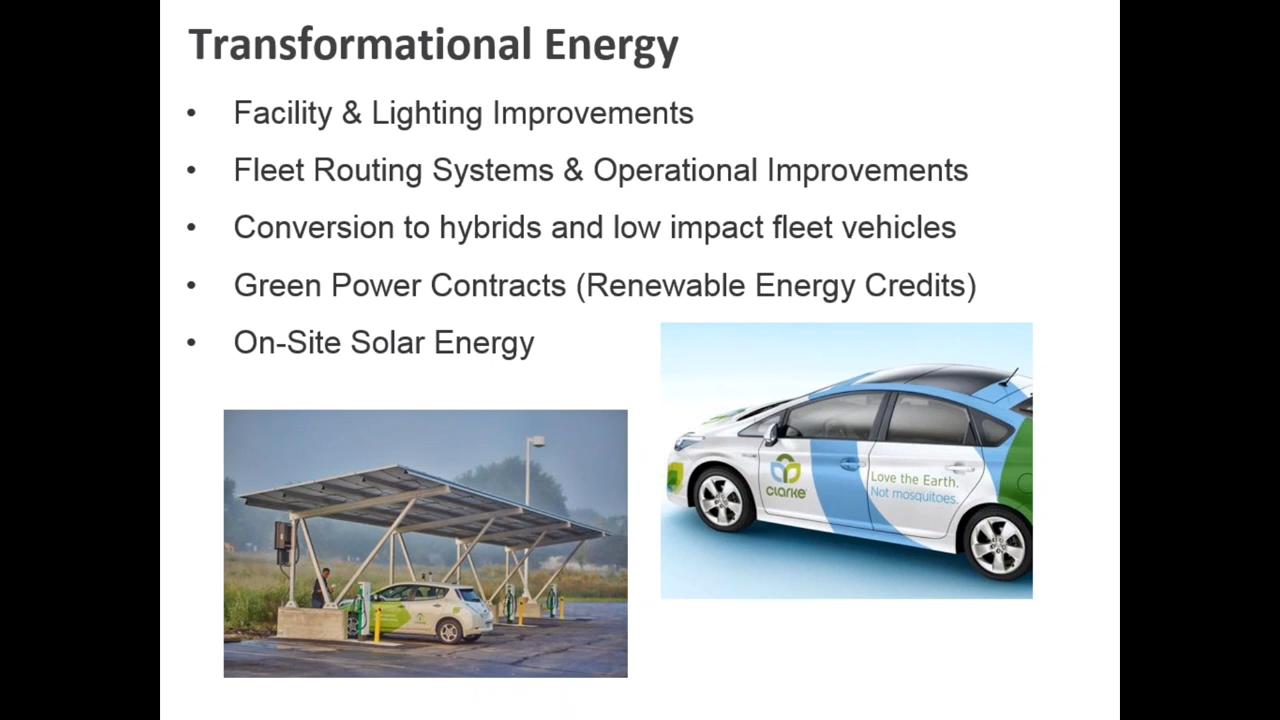 Transformational Energy
• Facility & Lighting Improvements
• Fleet Routing Systems & Operational Improvements
• Conversion to hybrids and low impact fleet vehicles
• Green Power Contracts (Renewable Energy Credits)
• On-Site Solar Energy
CLARKE
Love the Earth.
Not mosquitoes.